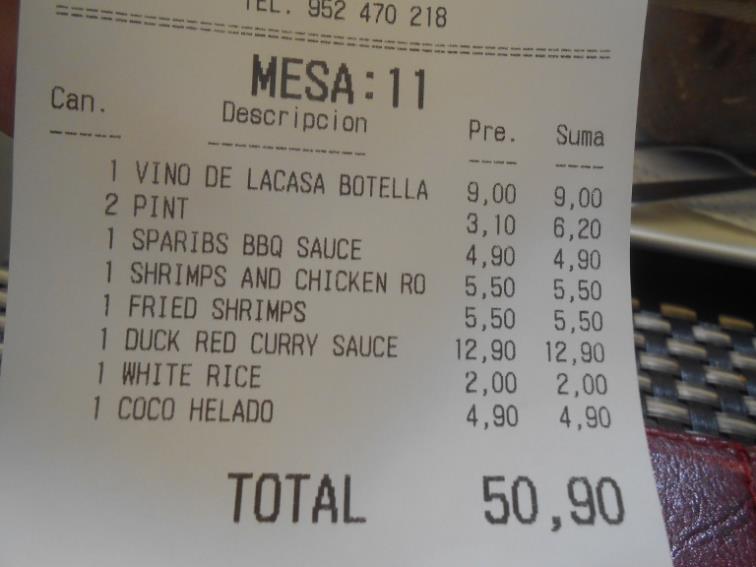 TEL. 952 470 218
MESA:11
Can. Descripcion Pre. Suma
1 VINO DE LACASA BOTELLA 9,00 9,00
2 PINT 3,10 6,20
1 SPARIBS BBQ SAUCE 4,90 4,90
1 SHRIMPS AND CHICKEN RO 5,50 5,50
1 FRIED SHRIMPS 5,50 5,50
1 DUCK RED CURRY SAUCE 12,90 12,90
1 WHITE RICE 2,00 2,00
1 COCO HELADO 4,90 4,90
TOTAL 50,90